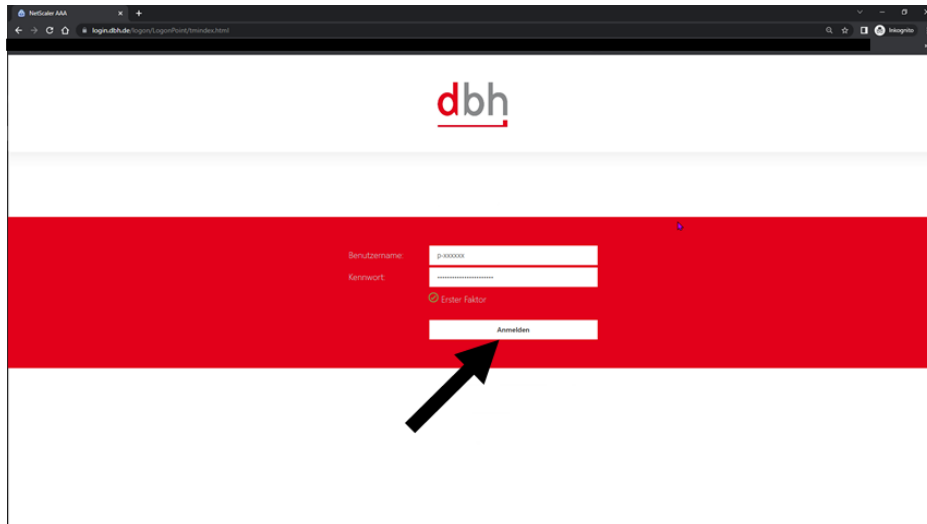 NetScaler AAA
login.dbh.de/logon/LogonPoint/tmindex.html
Inkognito
dbh
Benutzername:
p-xxxxxx
Kennwort:
Erster Faktor
Anmelden